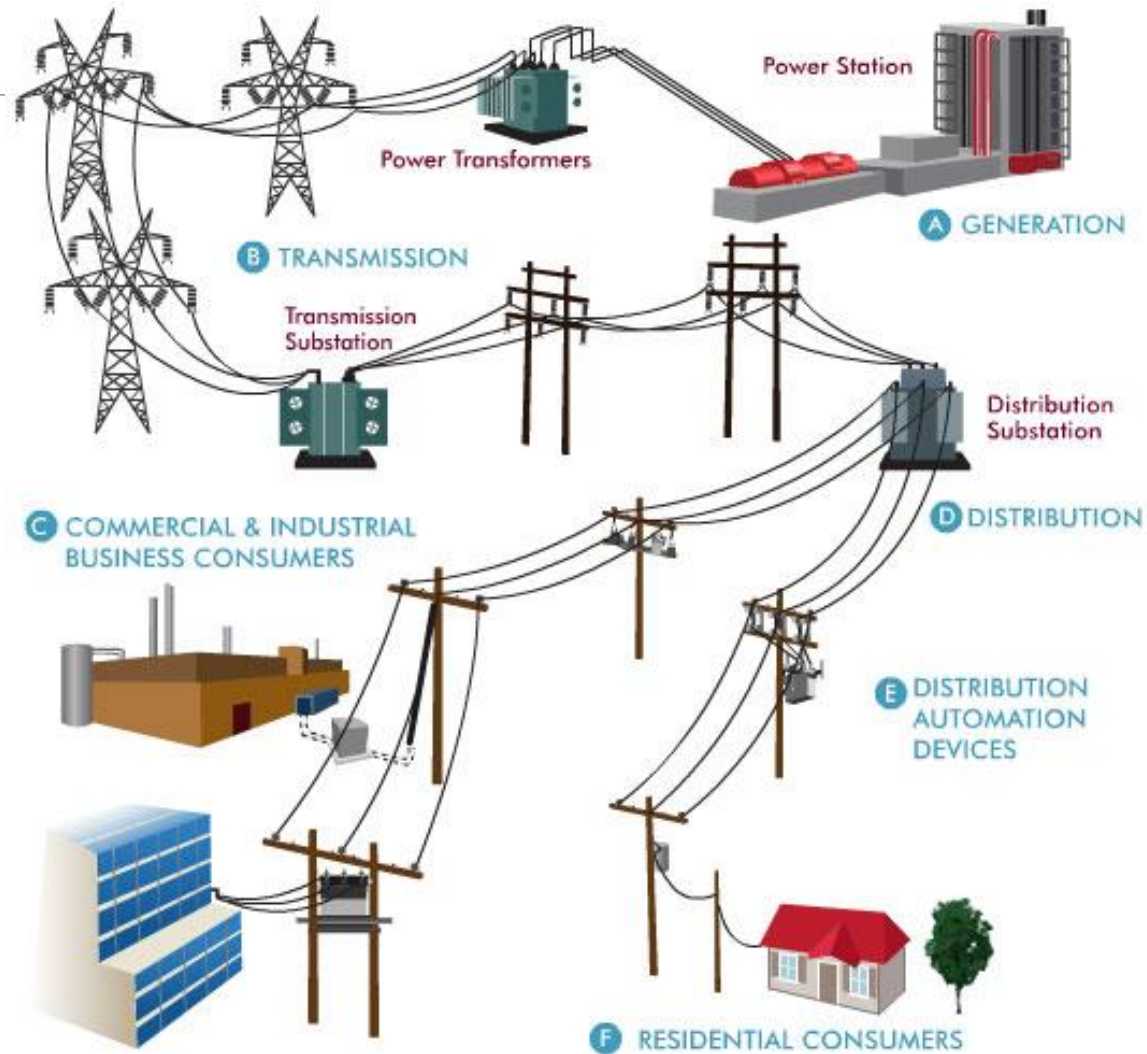 Power Station
Power Transformers
A GENERATION
B TRANSMISSION
Transmission
Substation
Distribution
Substation
C COMMERCIAL & INDUSTRIAL
BUSINESS CONSUMERS
D DISTRIBUTION
E DISTRIBUTION
AUTOMATION
DEVICES
F RESIDENTIAL CONSUMERS